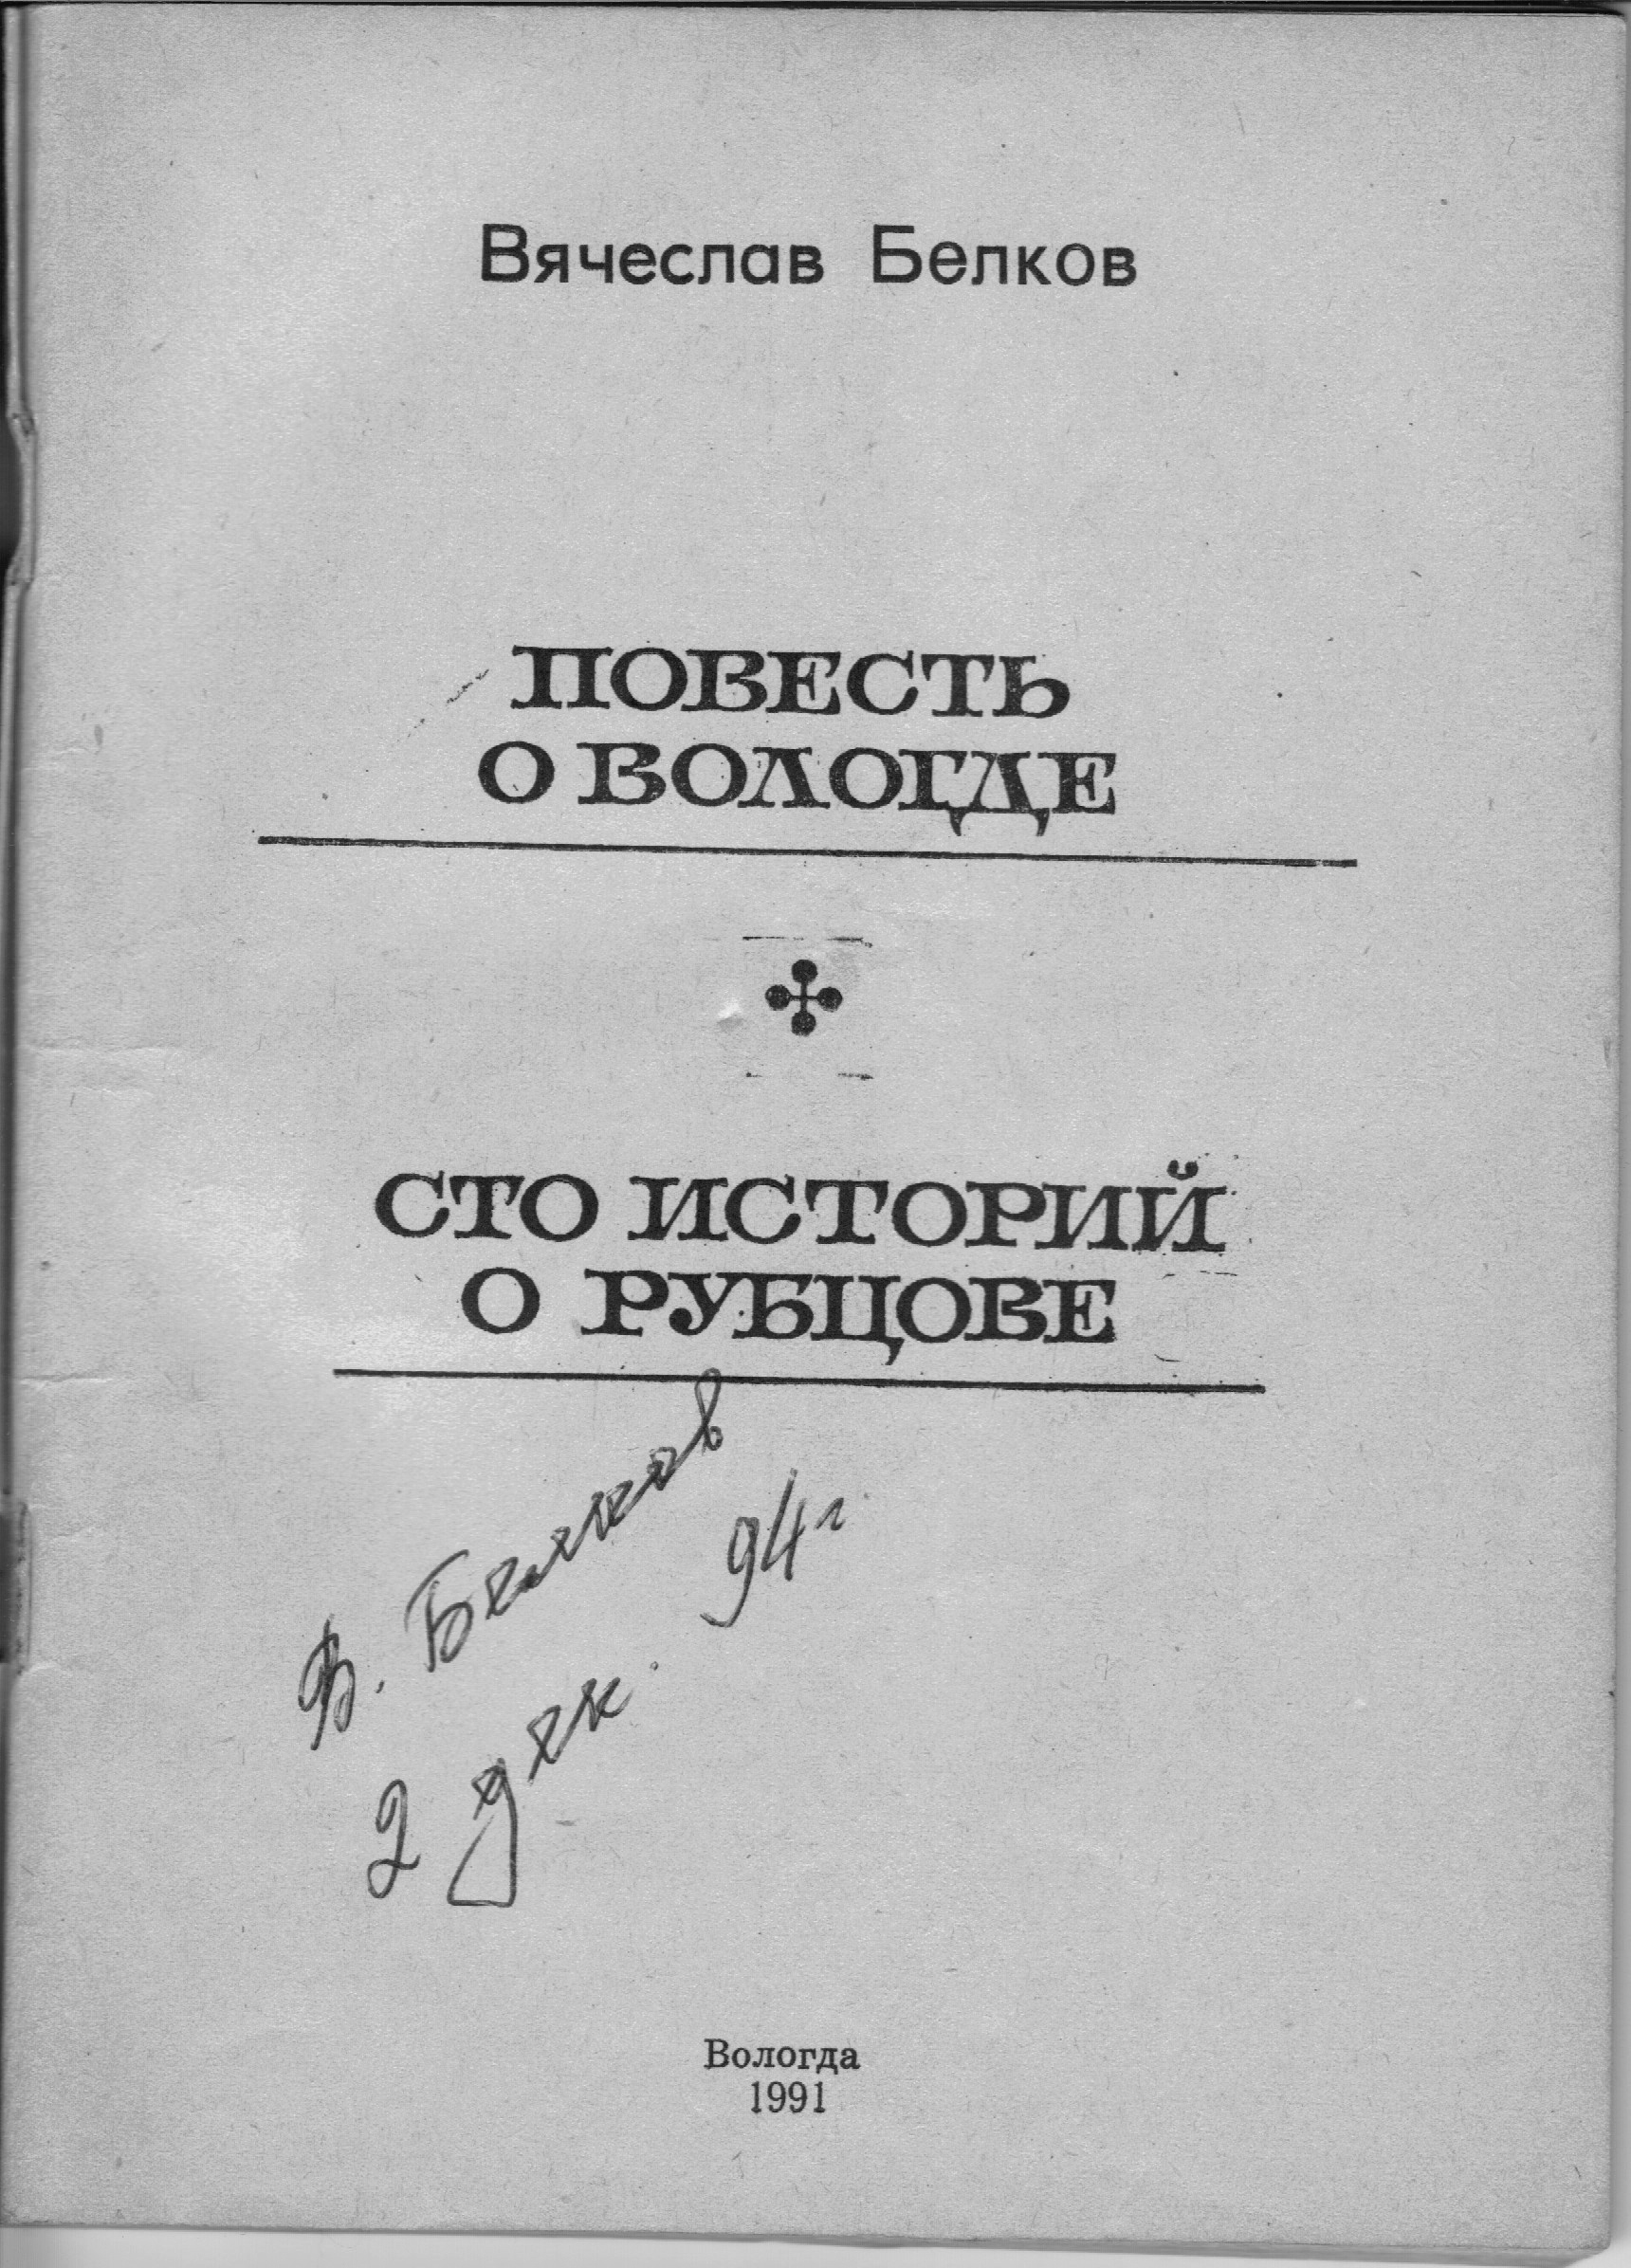 Вячеслав Белков
ПОВЕСТЬ
О ВОЛОГДЕ
СТО ИСТОРИЙ
О РУБЦОВЕ
В. Белков
2 дек. 94г.
Вологда
1991